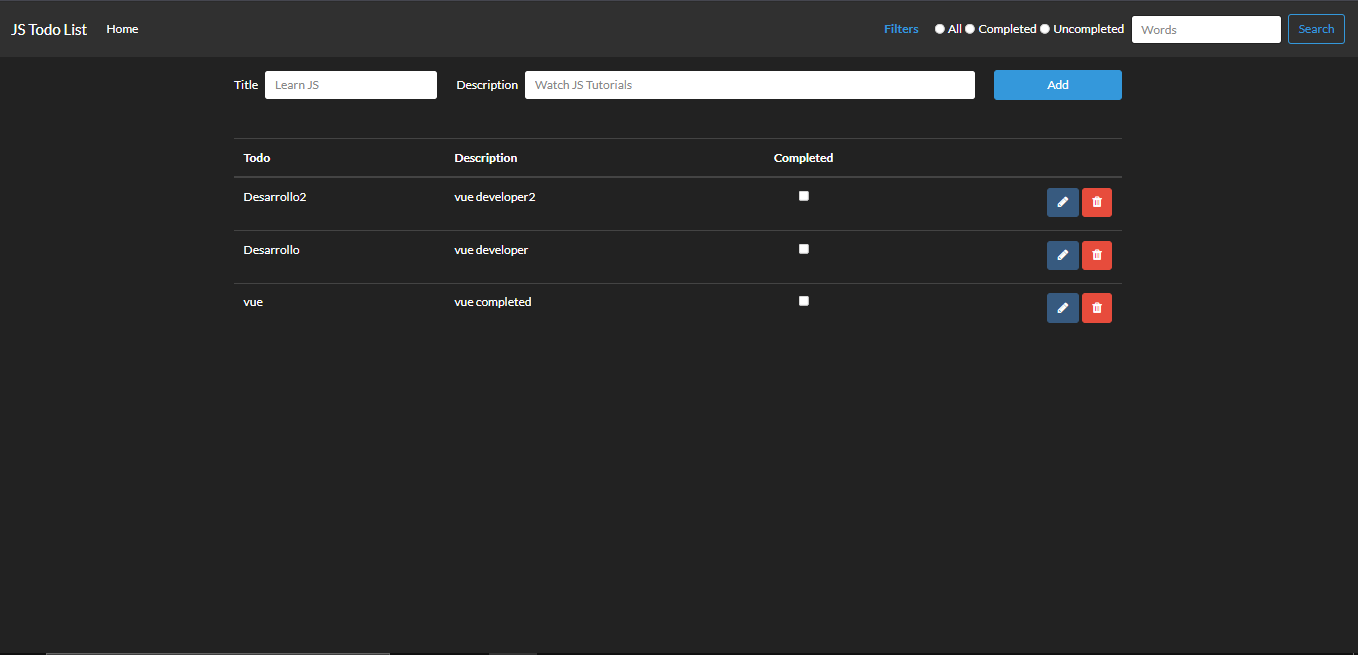 JS Todo List Home Filters All Completed Uncompleted Words Search
Title Learn JS Description Watch JS Tutorials Add
Todo Description Completed
Desarrollo2 vue developer2
Desarrollo vue developer
vue vue completed